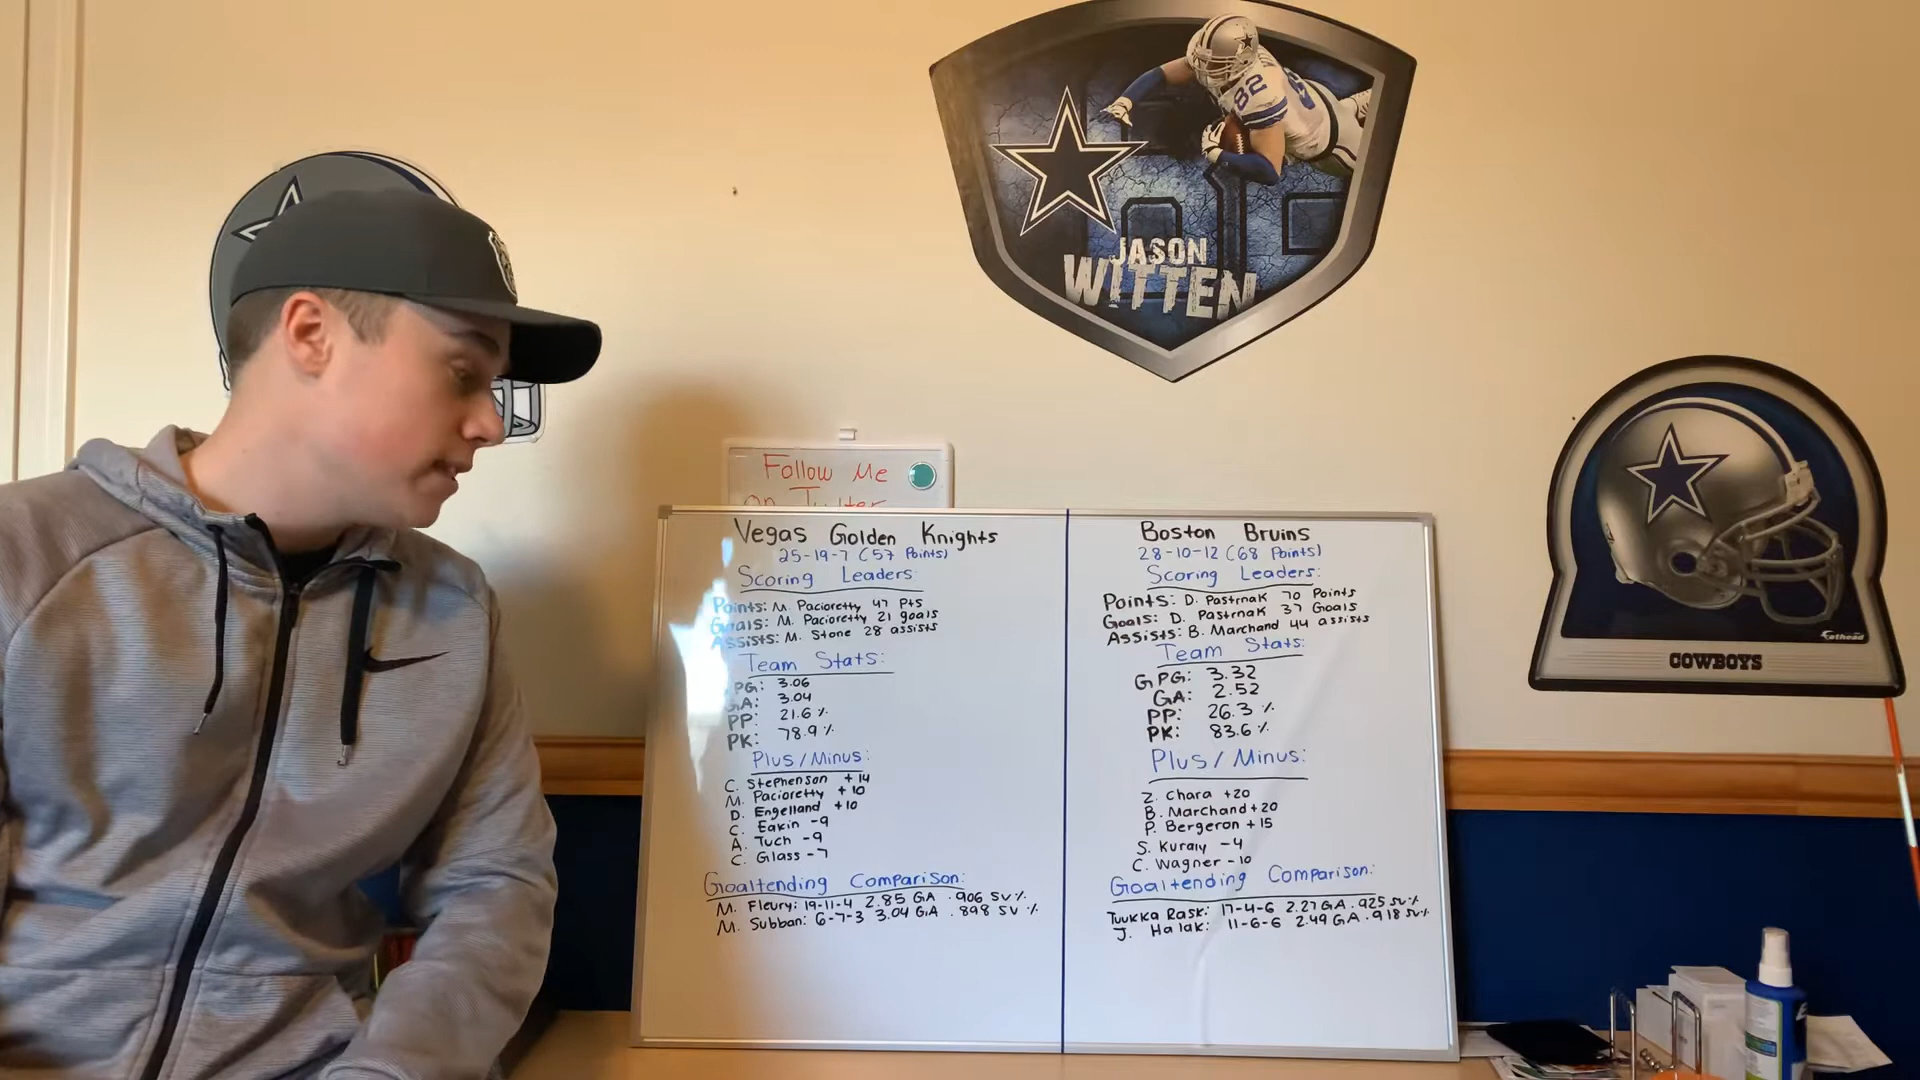 82
JASON
WITTEN
Fathead
COWBOYS
Follow Me
on Twitter
Vegas Golden Knights
25-19-7 (57 Points)
Scoring Leaders:
Points: M. Pacioretty 47 Pts
Goals: M. Pacioretty 21 goals
Assists: M. Stone 28 assists
Team Stats:
PG: 3.06
GA: 3.04
PP: 21.6 %
PK: 78.9 %
Plus/Minus:
C. Stephenson +14
M. Pacioretty +10
D. Engelland +10
C. Eakin -9
A. Tuch -9
C. Glass -7
Goaltending Comparison:
M. Fleury: 19-11-4 2.85 GA .906 SV %
M. Subban: 6-7-3 3.04 GA .898 SV %
Boston Bruins
28-10-12 (68 Points)
Scoring Leaders:
Points: D. Pastrnak 70 Points
Goals: D. Pastrnak 37 Goals
Assists: B. Marchand 44 assists
Team Stats:
GPG: 3.32
GA: 2.52
PP: 26.3 %
PK: 83.6 %
Plus/Minus:
Z. Chara +20
B. Marchand +20
P. Bergeron +15
S. Kuraly -4
C. Wagner -10
Goaltending Comparison:
Tuukka Rask: 17-4-6 2.27 GA .925 SV%
J. Halak: 11-6-6 2.49 GA .918 SV%